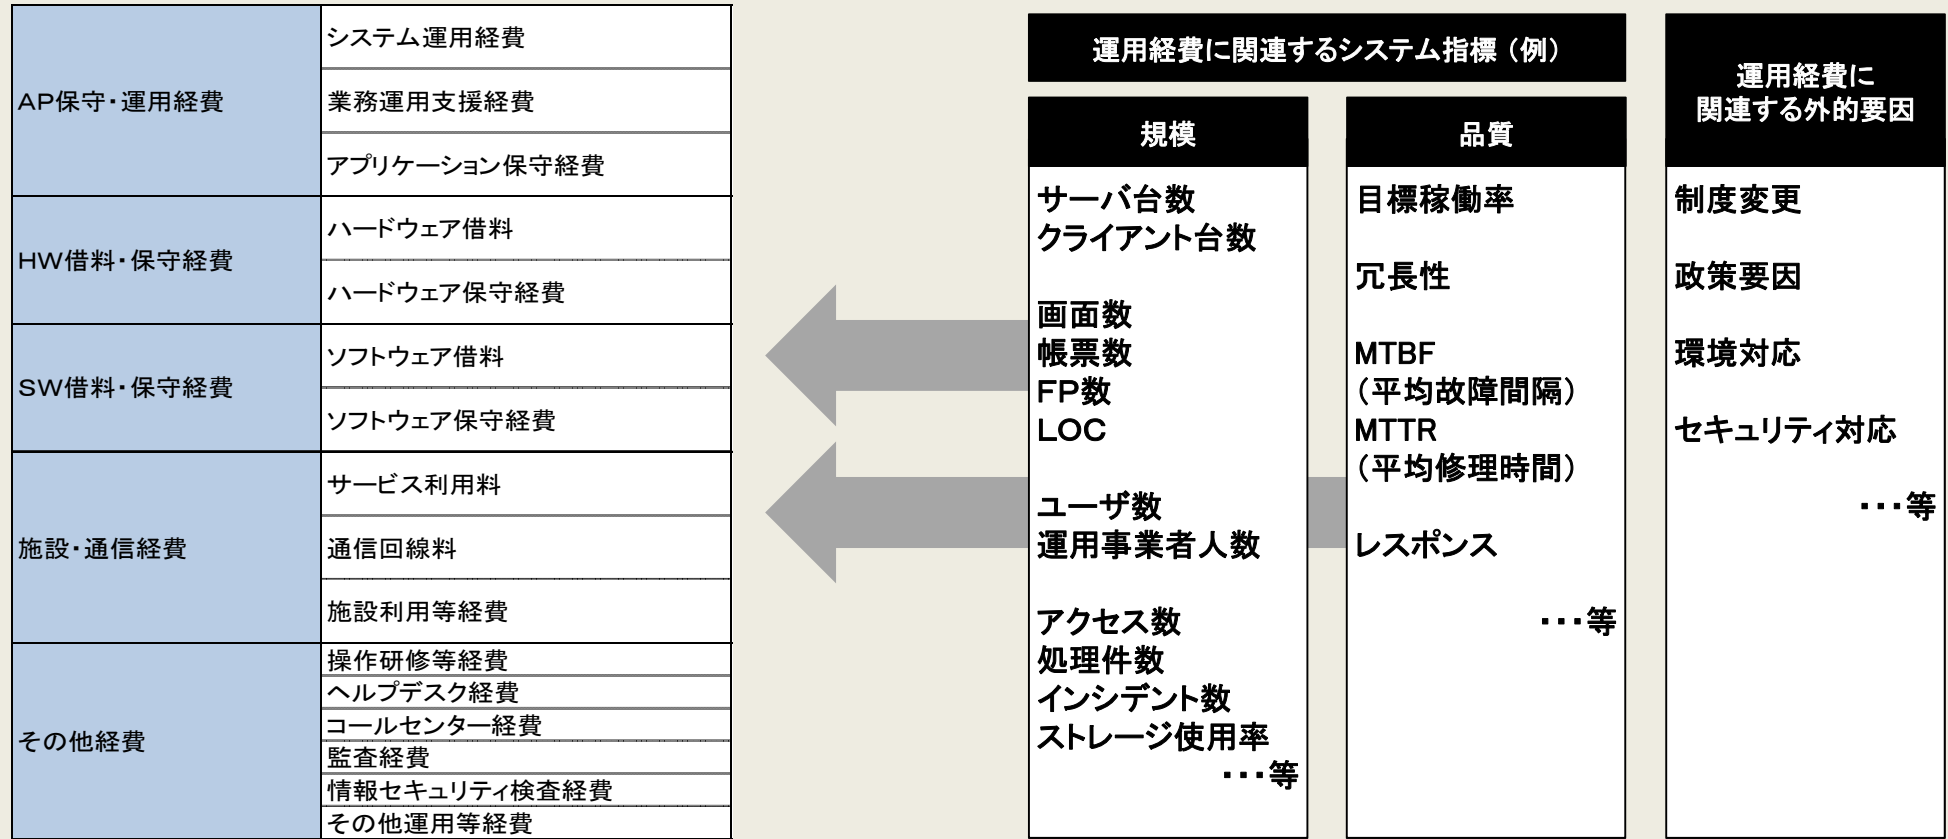 AP保守・運用経費
システム運用経費
業務運用支援経費
アプリケーション保守経費
HW借料・保守経費
ハードウェア借料
ハードウェア保守経費
SW借料・保守経費
ソフトウェア借料
ソフトウェア保守経費
施設・通信経費
サービス利用料
通信回線料
施設利用等経費
その他経費
操作研修等経費
ヘルプデスク経費
コールセンター経費
監査経費
情報セキュリティ検査経費
その他運用等経費
運用経費に関連するシステム指標（例）
規模
サーバ台数
クライアント台数
画面数
帳票数
FP数
LOC
ユーザ数
運用事業者人数
アクセス数
処理件数
インシデント数
ストレージ使用率
・・・等
品質
目標稼働率
冗長性
MTBF
（平均故障間隔）
MTTR
（平均修理時間）
レスポンス
・・・等
運用経費に
関連する外的要因
制度変更
政策要因
環境対応
セキュリティ対応
・・・等